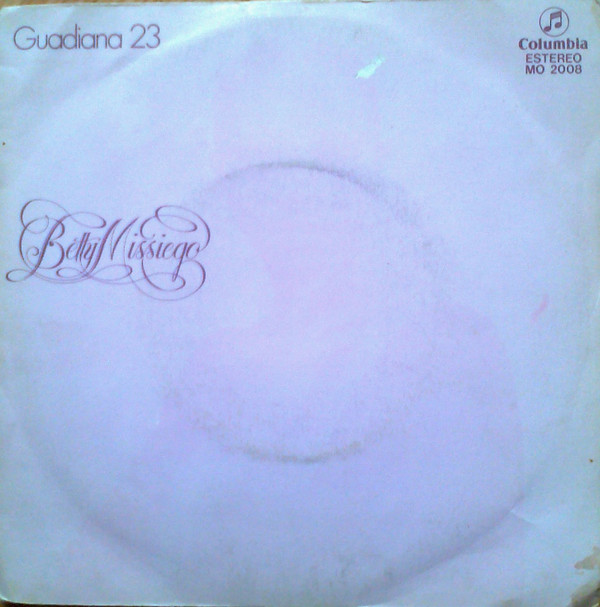 Guadiana 23
Columbia
ESTEREO
MO 2008
Betty Missiego